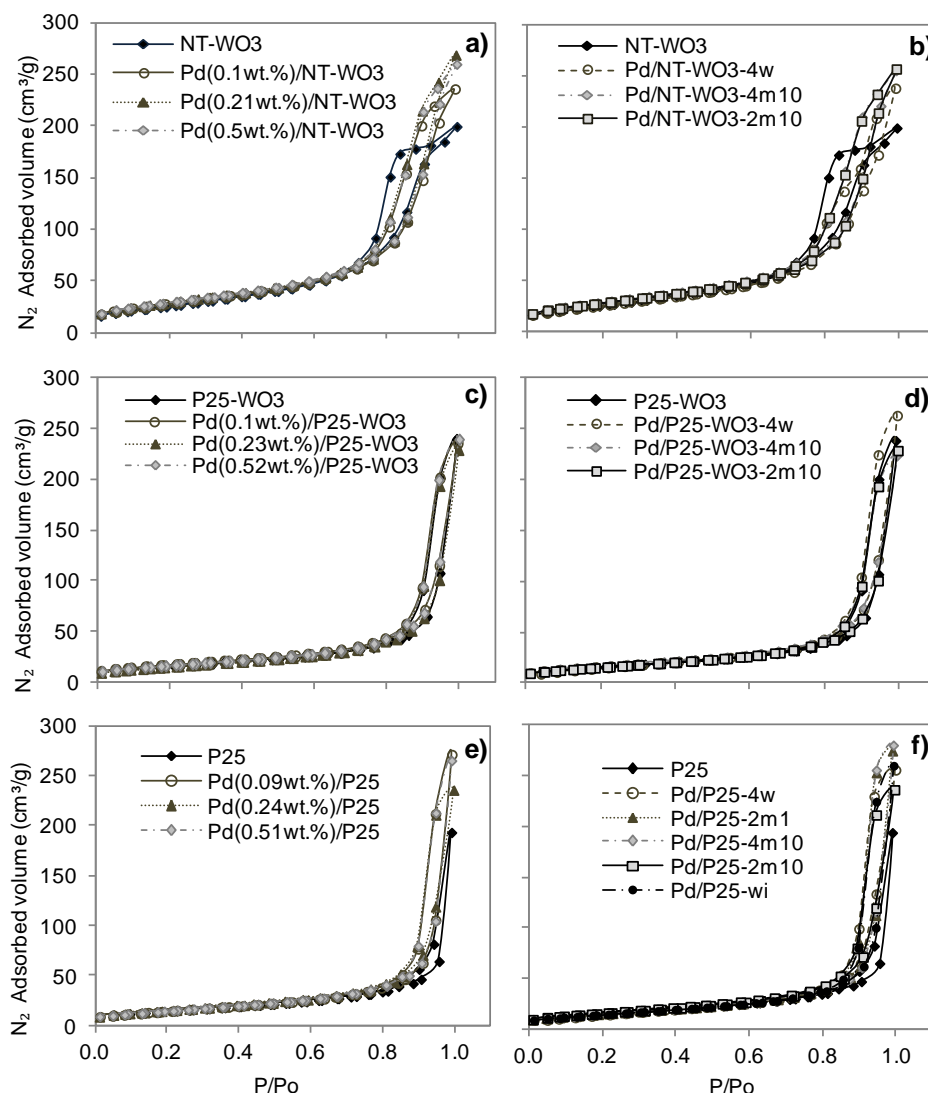 300
250
200
150
100
50
0
N₂ Adsorbed volume (cm³/g)
a)
NT-WO3
Pd(0.1wt.%)/NT-WO3
Pd(0.21wt.%)/NT-WO3
Pd(0.5wt.%)/NT-WO3
b)
NT-WO3
Pd/NT-WO3-4w
Pd/NT-WO3-4m10
Pd/NT-WO3-2m10
300
250
200
150
100
50
0
N₂ Adsorbed volume (cm³/g)
c)
P25-WO3
Pd(0.1wt.%)/P25-WO3
Pd(0.23wt.%)/P25-WO3
Pd(0.52wt.%)/P25-WO3
d)
P25-WO3
Pd/P25-WO3-4w
Pd/P25-WO3-4m10
Pd/P25-WO3-2m10
300
250
200
150
100
50
0
N₂ Adsorbed volume (cm³/g)
e)
P25
Pd(0.09wt.%)/P25
Pd(0.24wt.%)/P25
Pd(0.51wt.%)/P25
0.0 0.2 0.4 0.6 0.8 1.0
P/Po
f)
P25
Pd/P25-4w
Pd/P25-2m1
Pd/P25-4m10
Pd/P25-2m10
Pd/P25-wi
0.0 0.2 0.4 0.6 0.8 1.0
P/Po